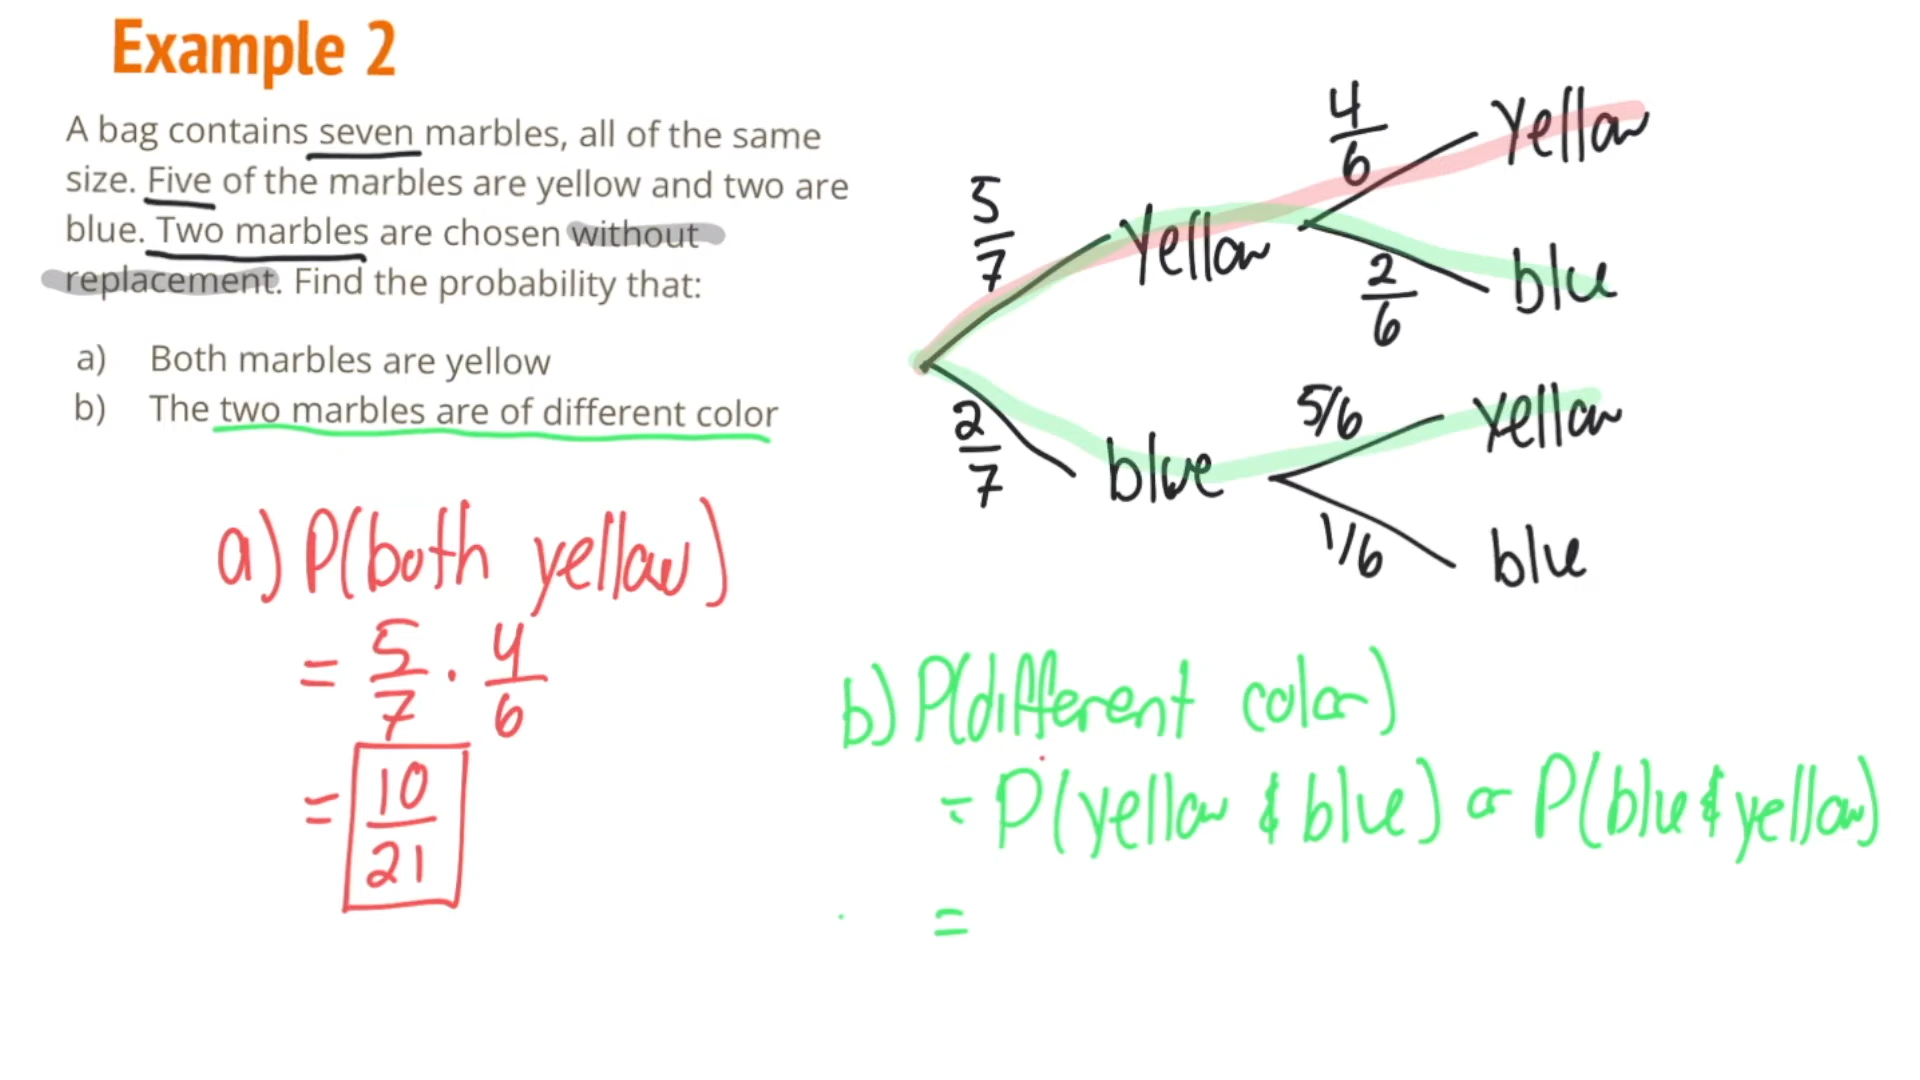 Example 2
A bag contains seven marbles, all of the same
size. Five of the marbles are yellow and two are
blue. Two marbles are chosen without
replacement. Find the probability that:
a) Both marbles are yellow
b) The two marbles are of different color
5/7
yellow
4/6
yellow
2/6
blue
2/7
blue
5/6
yellow
1/6
blue
a) P(both yellow)
= 5/7 · 4/6
= 10/21
b) P(different color)
= P(yellow & blue) or P(blue & yellow)
=